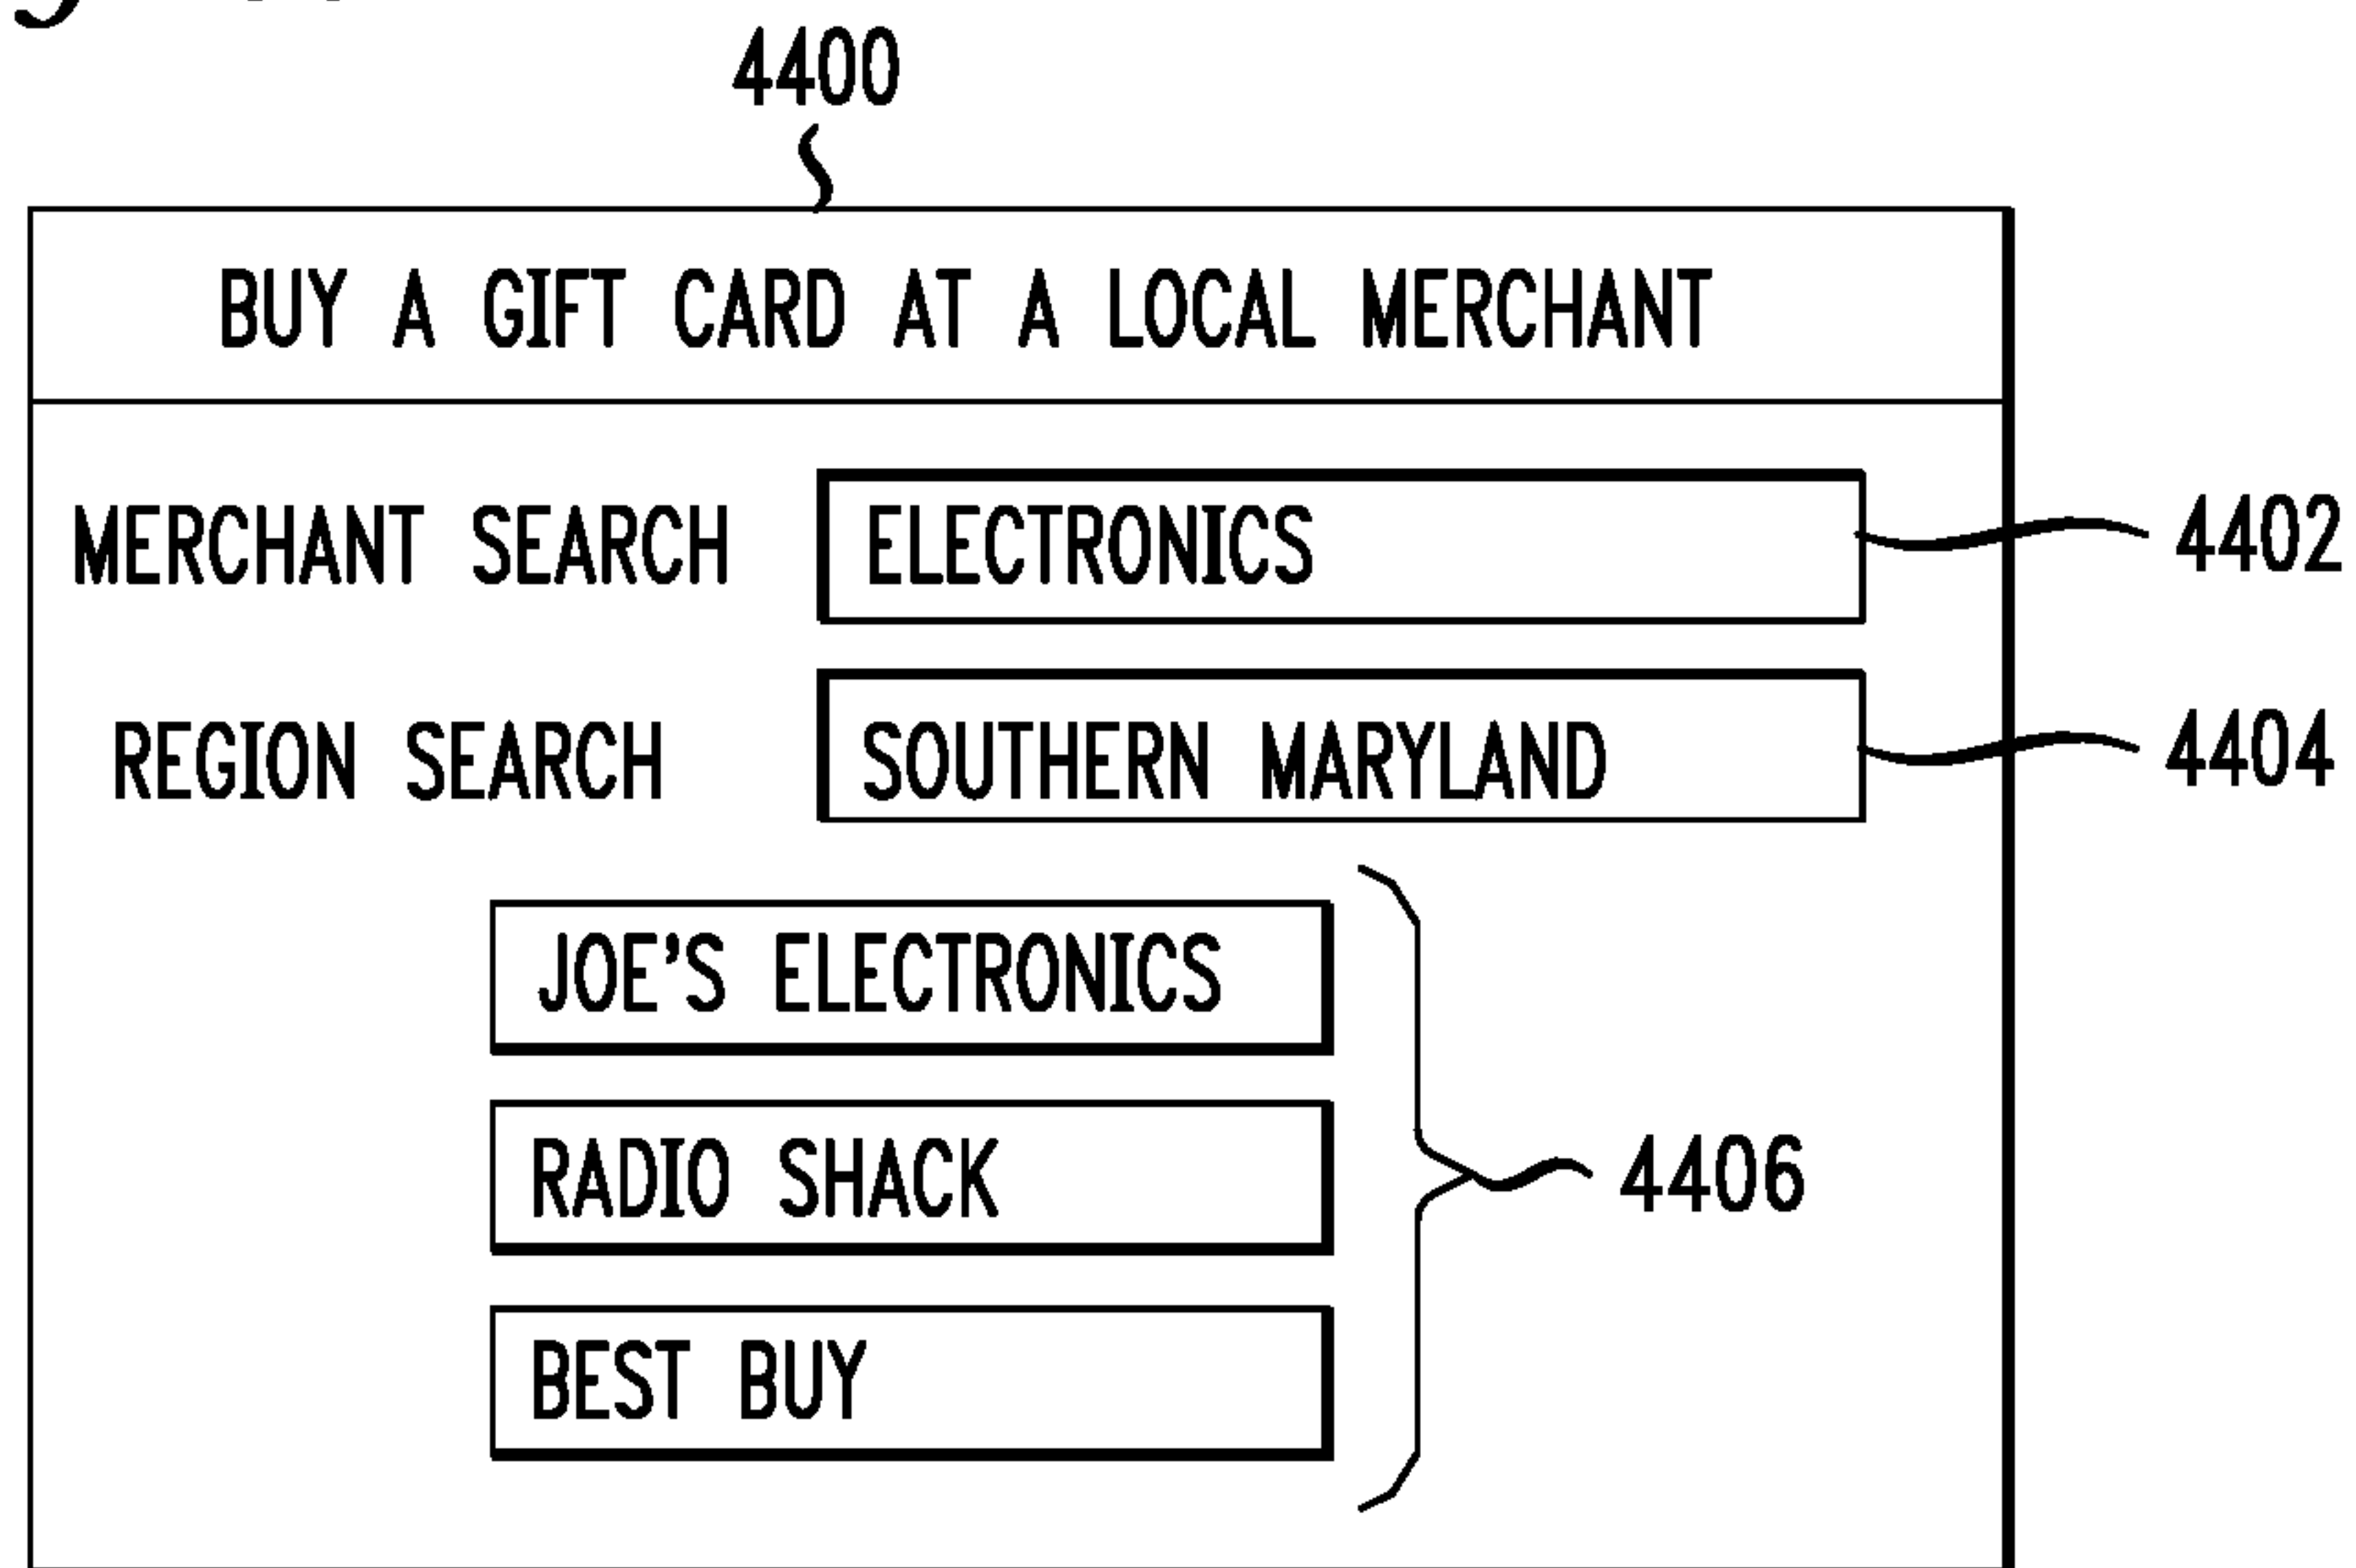 4400
BUY A GIFT CARD AT A LOCAL MERCHANT
MERCHANT SEARCH ELECTRONICS 4402
REGION SEARCH SOUTHERN MARYLAND 4404
JOE'S ELECTRONICS
RADIO SHACK 4406
BEST BUY